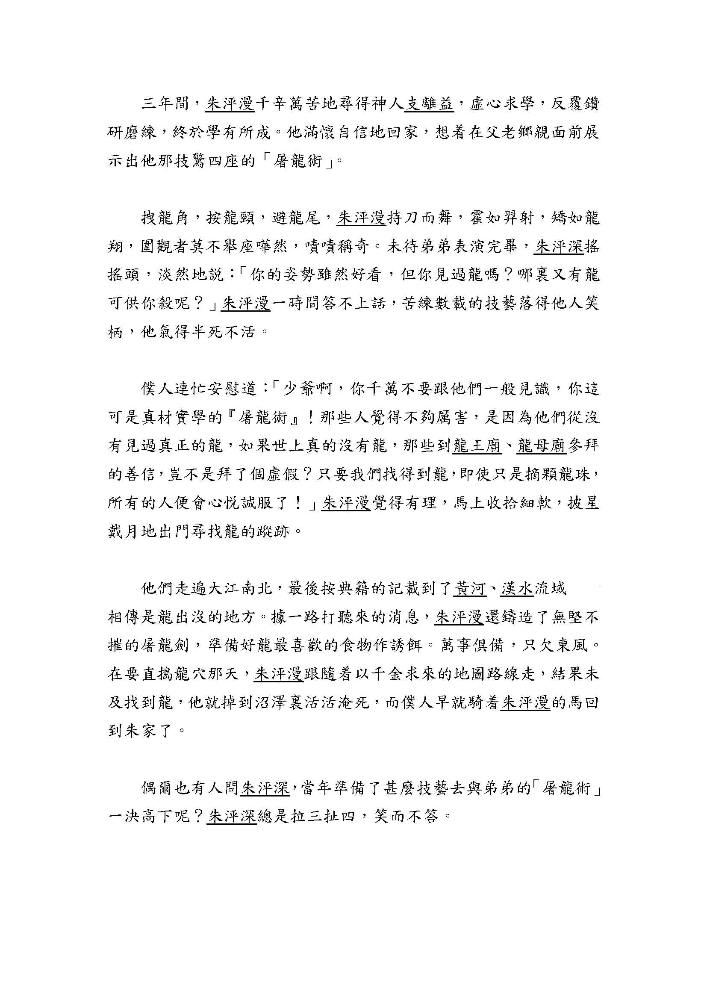 三年間，朱泙漫千辛萬苦地尋得神人支離益，虛心求學，反覆鑽
研磨練，終於學有所成。他滿懷自信地回家，想着在父老鄉親面前展
示出他那技驚四座的「屠龍術」。
拽龍角，按龍頸，避龍尾，朱泙漫持刀而舞，霍如羿射，矯如龍
翔，圍觀者莫不舉座嘩然，嘖嘖稱奇。未待弟弟表演完畢，朱泙深搖
搖頭，淡然地説：「你的姿勢雖然好看，但你見過龍嗎？哪裏又有龍
可供你殺呢？」朱泙漫一時間答不上話，苦練數載的技藝落得他人笑
柄，他氣得半死不活。
僕人連忙安慰道：「少爺啊，你千萬不要跟他們一般見識，你這
可是真材實學的『屠龍術』！那些人覺得不夠厲害，是因為他們從沒
有見過真正的龍，如果世上真的沒有龍，那些到龍王廟、龍母廟參拜
的善信，豈不是拜了個虛假？只要我們找得到龍，即使只是摘顆龍珠，
所有的人便會心悦誠服了！」朱泙漫覺得有理，馬上收拾細軟，披星
戴月地出門尋找龍的蹤跡。
他們走遍大江南北，最後按典籍的記載到了黃河、漢水流域——
相傳是龍出沒的地方。據一路打聽來的消息，朱泙漫還鑄造了無堅不
摧的屠龍劍，準備好龍最喜歡的食物作誘餌。萬事俱備，只欠東風。
在要直搗龍穴那天，朱泙漫跟隨着以千金求來的地圖路線走，結果未
及找到龍，他就掉到沼澤裏活活淹死，而僕人早就騎着朱泙漫的馬回
到朱家了。
偶爾也有人問朱泙深，當年準備了甚麼技藝去與弟弟的「屠龍術」
一決高下呢？朱泙深總是拉三扯四，笑而不答。